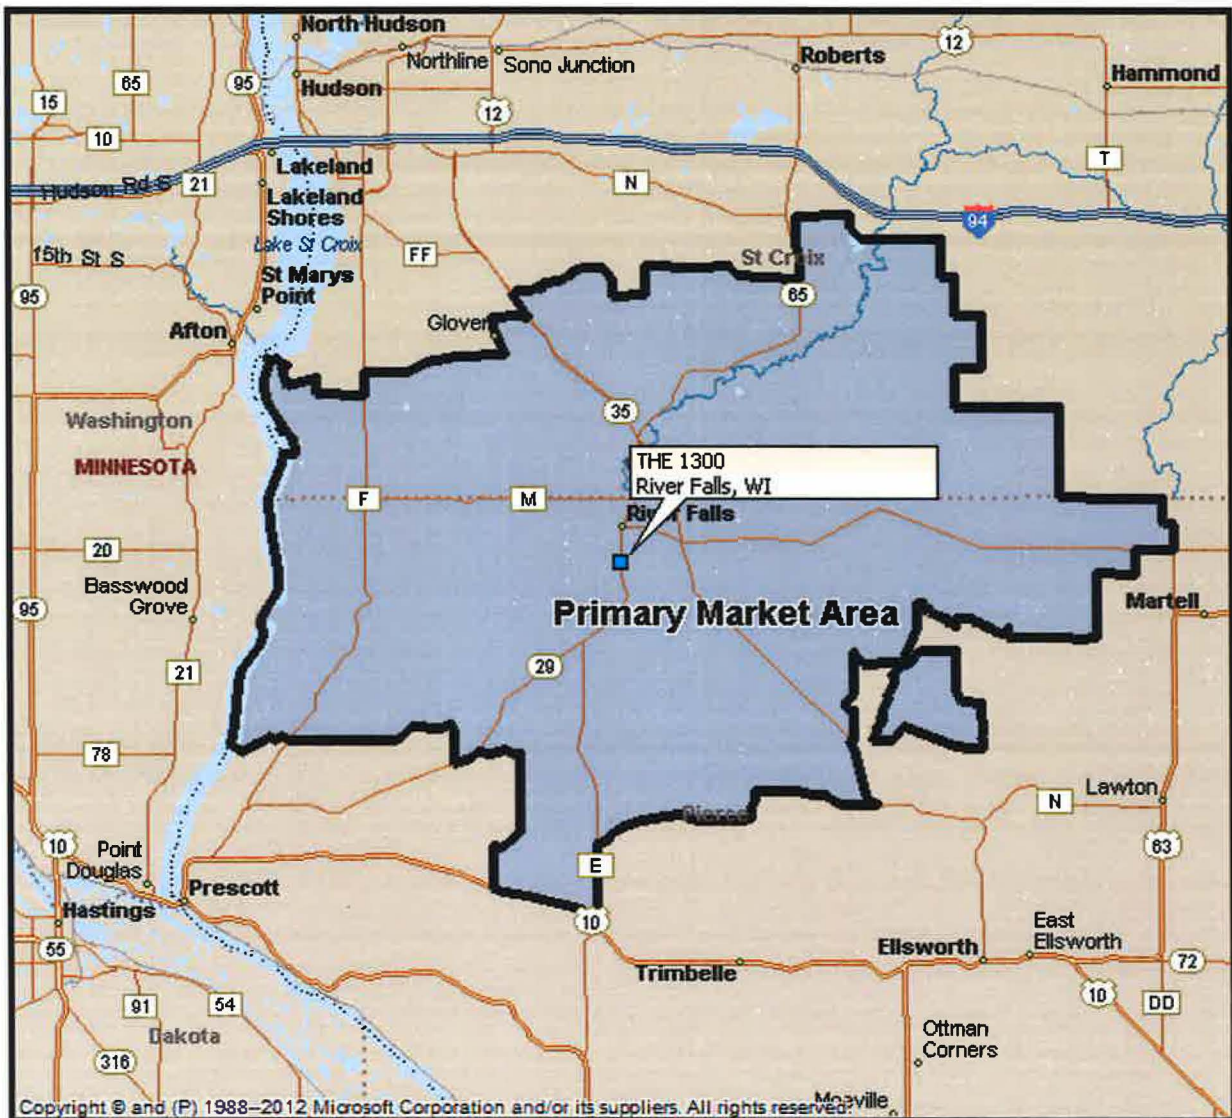 North Hudson
12
65
95
Northline
Sono Junction
Roberts
Hammond
Hudson
15
12
10
Lakeland
T
21
Hudson Rd S
N
Lakeland
Shores
94
Lake St Croix
15th St S
FF
St Croix
St Marys
Point
95
65
Glover
Afton
Washington
35
MINNESOTA
THE 1300
River Falls, WI
F
M
River Falls
20
Basswood
Grove
95
Primary Market Area
Martell
21
29
78
Lawton
N
Pierce
10
Point
Douglas
63
E
Prescott
Hastings
10
55
Ellsworth
East
Ellsworth
Trimbelle
72
10
91
54
DD
Dakota
Ottman
Corners
316
Copyright © and (P) 1988–2012 Microsoft Corporation and/or its suppliers. All rights reserved.